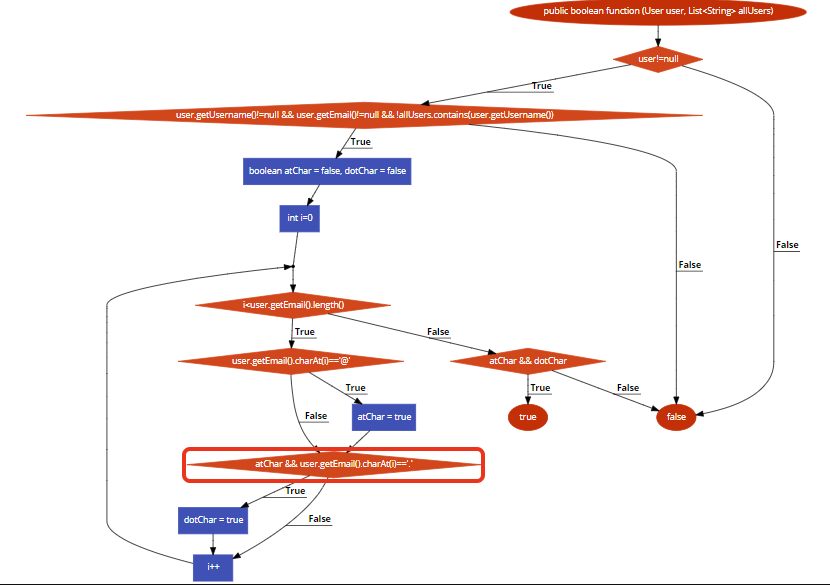 public boolean function (User user, List<String> allUsers)
user!=null
True
user.getUsername()!=null && user.getEmail()!=null && !allUsers.contains(user.getUsername())
True
boolean atChar = false, dotChar = false
int i=0
False
False
i<user.getEmail().length()
True
False
user.getEmail().charAt(i)=='@'
atChar && dotChar
True
True
False
False
atChar = true
true
false
atChar && user.getEmail().charAt(i)=='.'
True
dotChar = true
False
i++